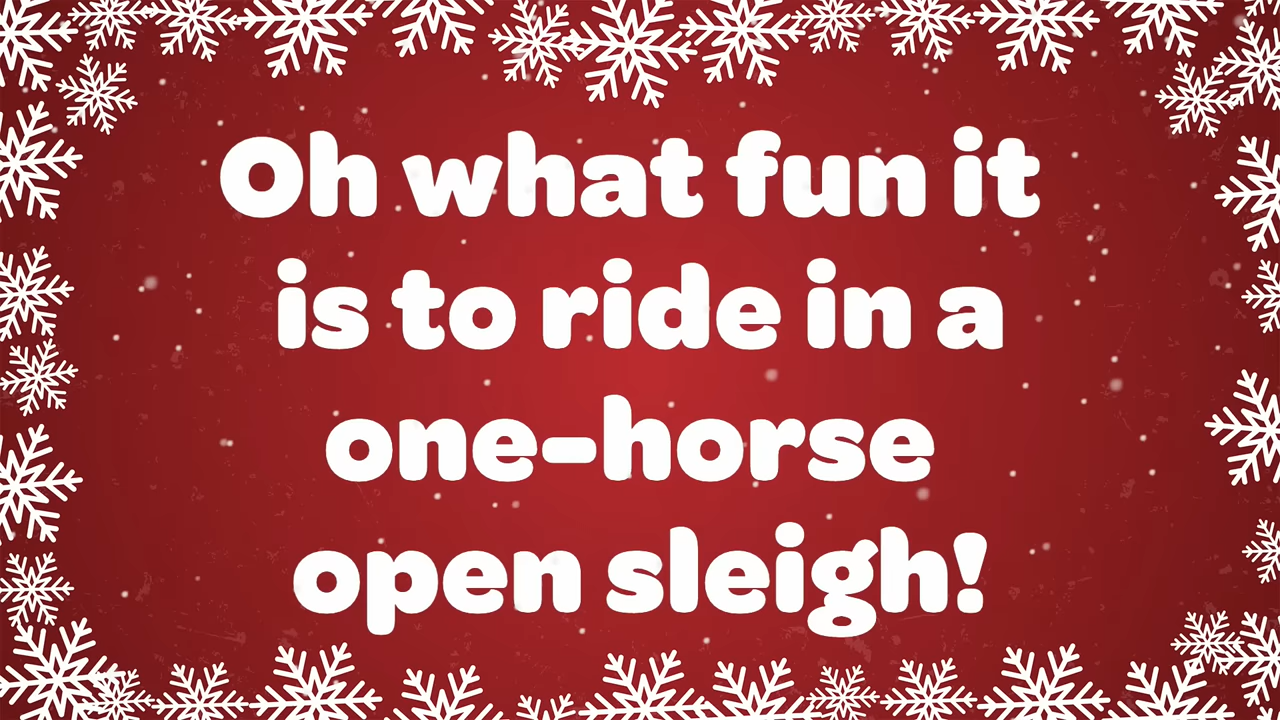 Oh what fun it
is to ride in a
one-horse
open sleigh!